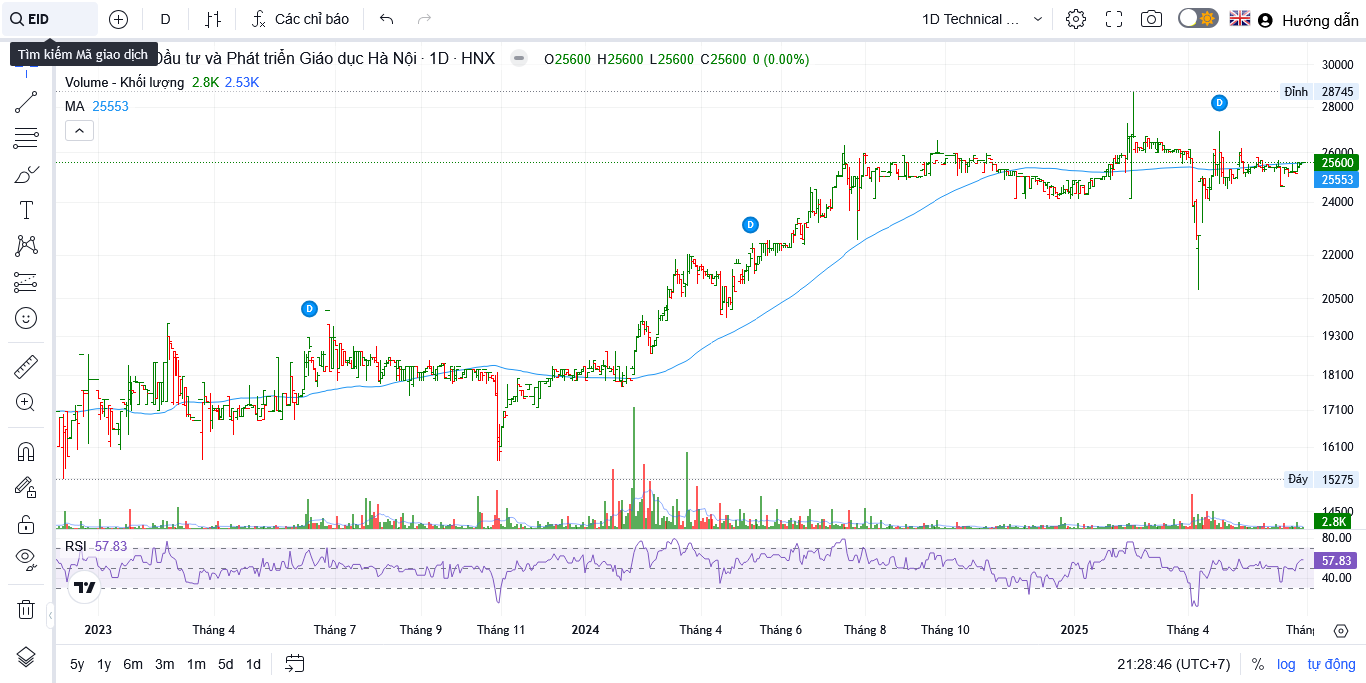 EID D Các chỉ báo 1D Technical ... Hướng dẫn
Tìm kiếm Mã giao dịch
Đầu tư và Phát triển Giáo dục Hà Nội · 1D · HNX O25600 H25600 L25600 C25600 0 (0.00%)
Volume - Khối lượng 2.8K 2.53K
MA 25553
30000
Đỉnh 28745
28000
26000
25600
25553
24000
22000
20500
19300
18100
17100
16100
Đáy 15275
14500
2.8K
D
D
D
RSI 57.83
80.00
57.83
40.00
2023 Tháng 4 Tháng 7 Tháng 9 Tháng 11 2024 Tháng 4 Tháng 6 Tháng 8 Tháng 10 2025 Tháng 4 Thán
5y 1y 6m 3m 1m 5d 1d 21:28:46 (UTC+7) % log tự động